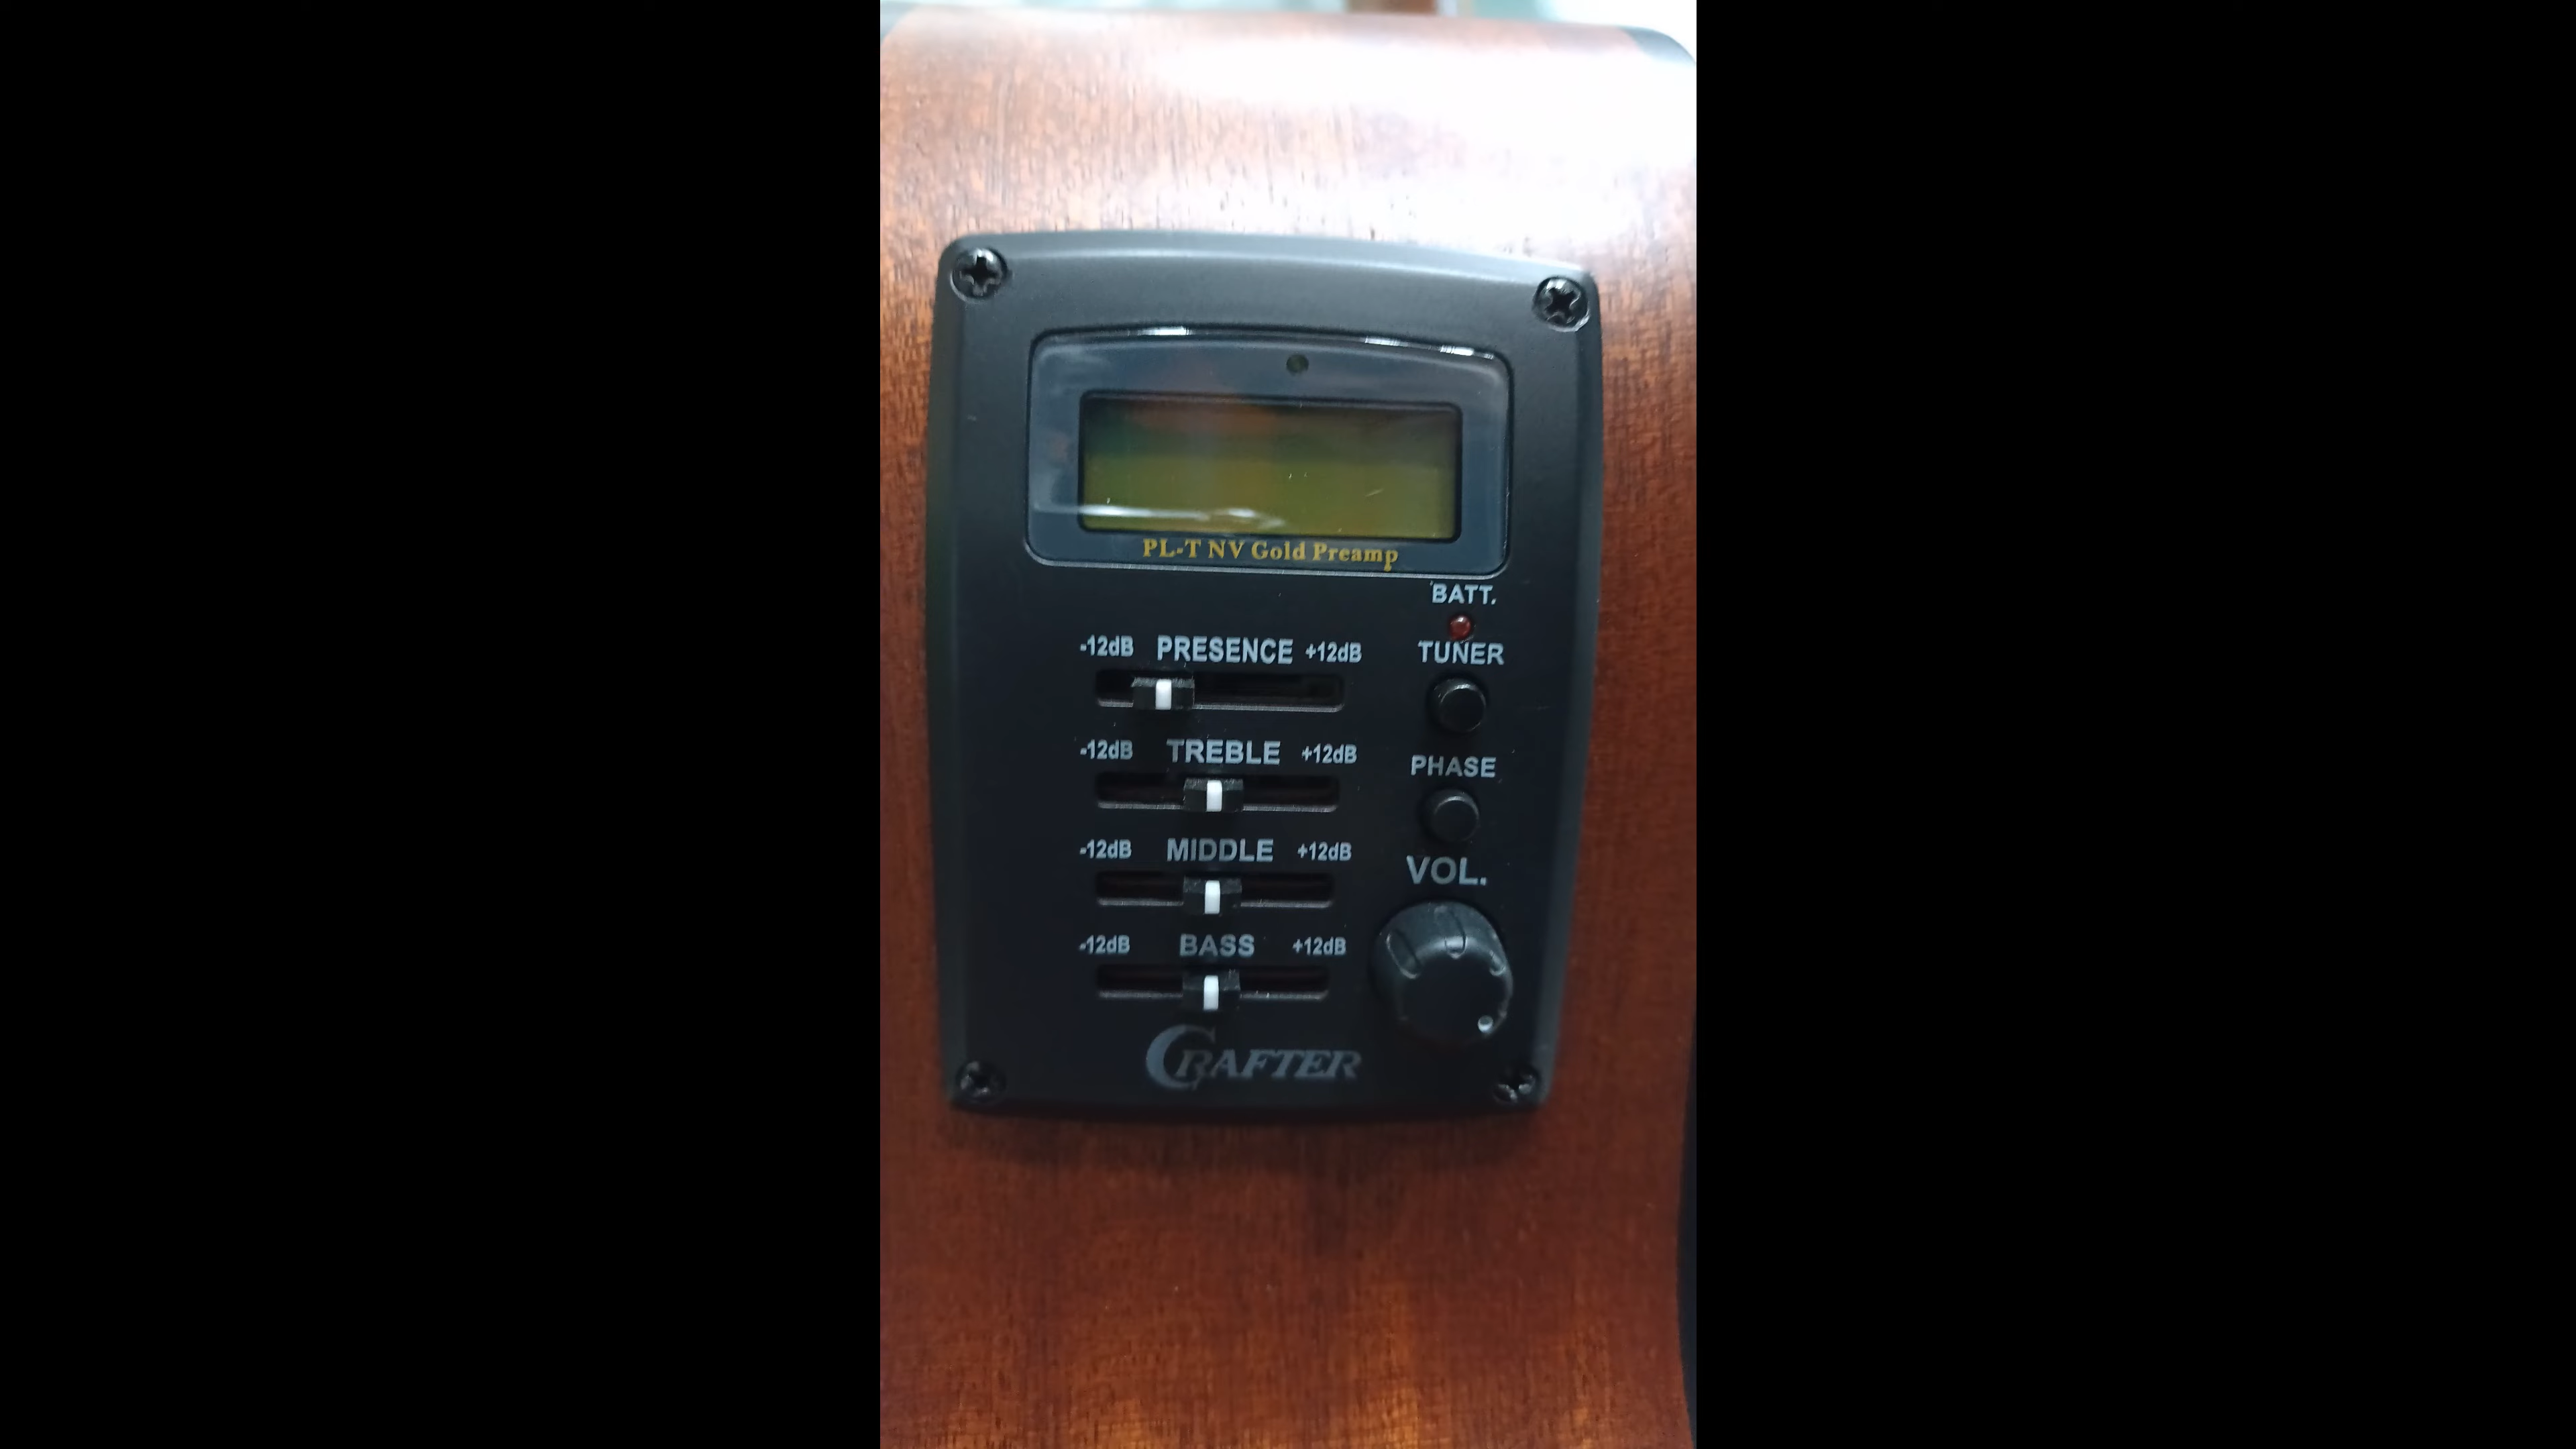 PL-T NV Gold Preamp
BATT.
-12dB PRESENCE +12dB
TUNER
-12dB TREBLE +12dB
PHASE
-12dB MIDDLE +12dB
VOL.
-12dB BASS +12dB
CRAFTER